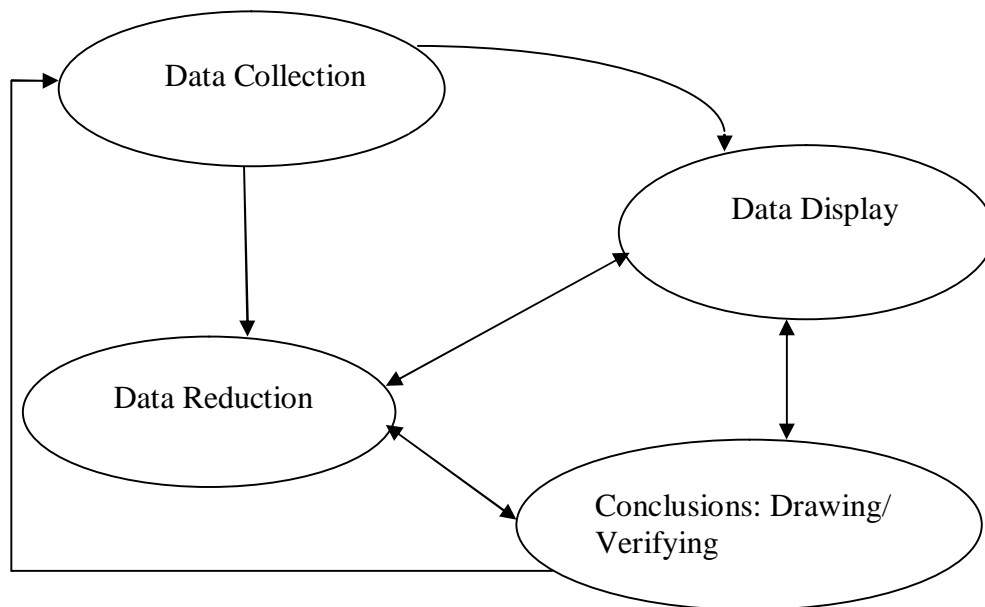 Data Collection
Data Display
Data Reduction
Conclusions: Drawing/
Verifying